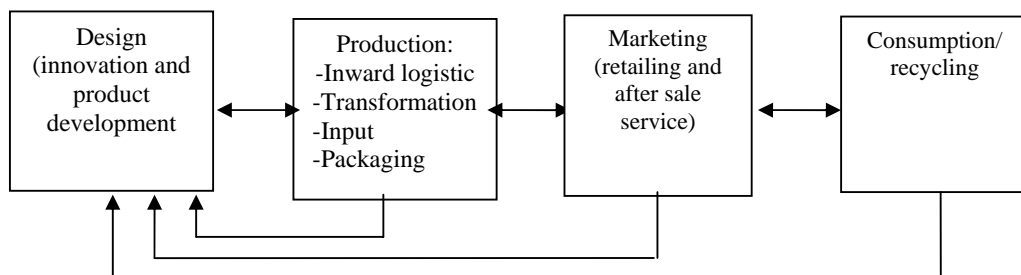 Design
(innovation and
product
development
Production:
-Inward logistic
-Transformation
-Input
-Packaging
Marketing
(retailing and
after sale
service)
Consumption/
recycling